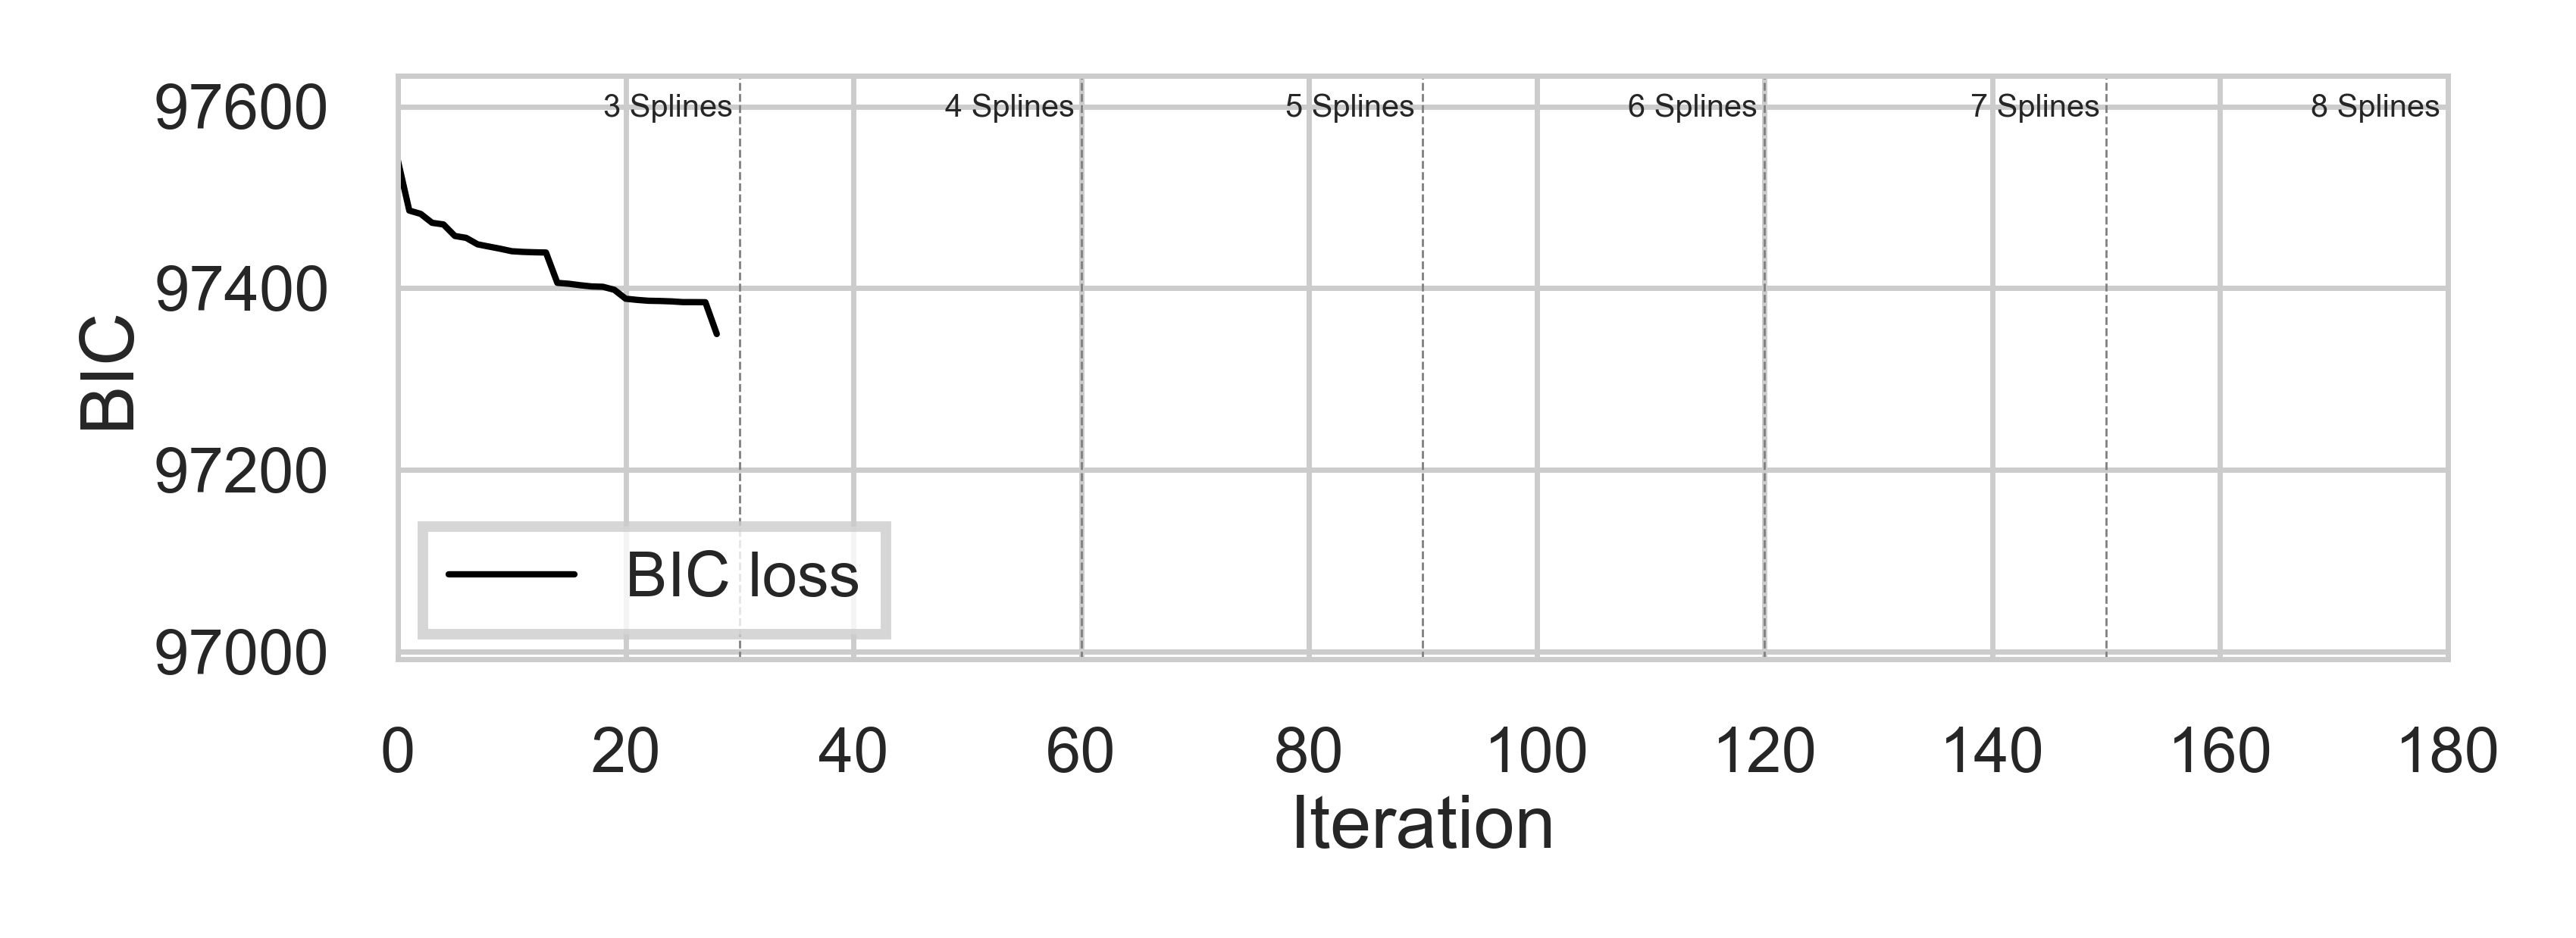 97600
97400
97200
97000
BIC
3 Splines
4 Splines
5 Splines
6 Splines
7 Splines
8 Splines
BIC loss
0 20 40 60 80 100 120 140 160 180
Iteration